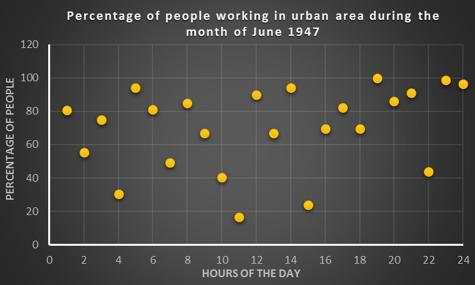 Percentage of people working in urban area during the
month of June 1947
120
100
80
60
40
20
0
PERCENTAGE OF PEOPLE
0 2 4 6 8 10 12 14 16 18 20 22 24
HOURS OF THE DAY